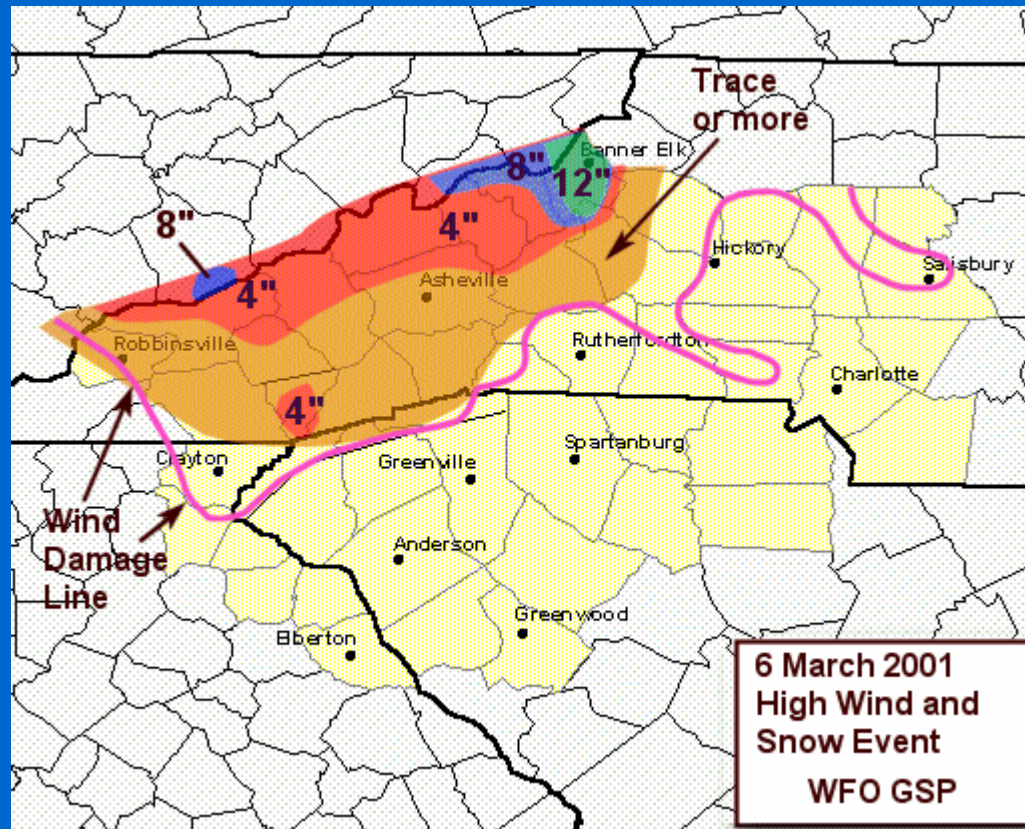 Trace
or more
Banner Elk
8"
12"
4"
8"
4"
Hickory
Salisbury
Asheville
Robbinsville
Rutherfordton
Charlotte
4"
Clayton
Greenville
Spartanburg
Wind
Damage
Line
Anderson
Greenwood
Elberton
6 March 2001
High Wind and
Snow Event
WFO GSP